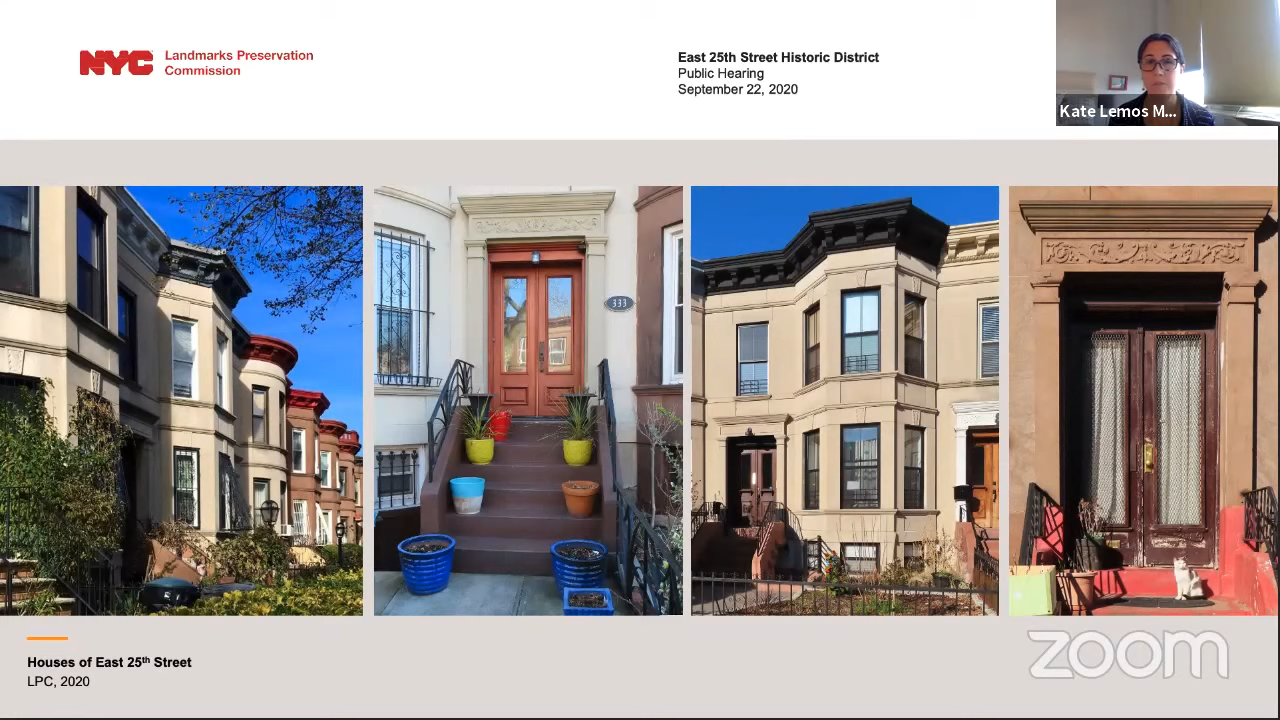 NYC
Landmarks Preservation
Commission
East 25th Street Historic District
Public Hearing
September 22, 2020
Kate Lemos M...
333
Houses of East 25th Street
LPC, 2020
zoom